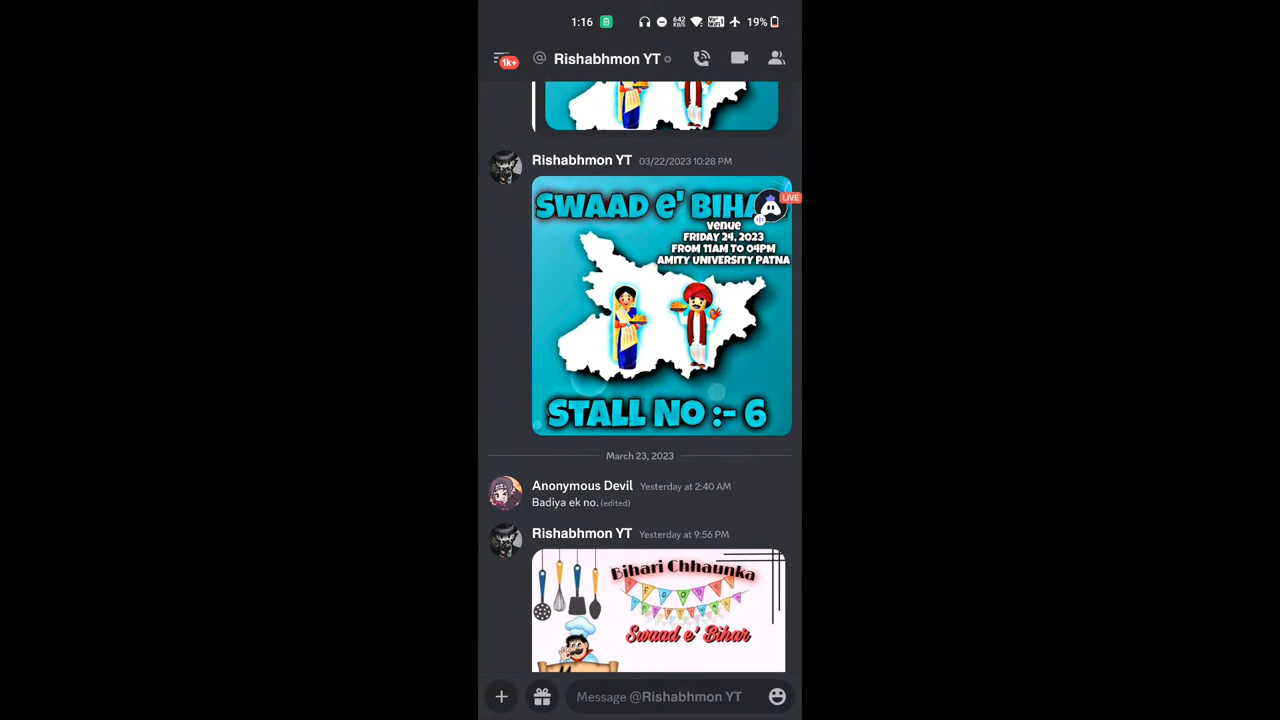 1:16
642
KB/S
19%
1k+
Rishabhmon YT
Rishabhmon YT 03/22/2023 10:28 PM
SWAAD e' BIHA
LIVE
Venue
FRIDAY 24, 2023
FROM 11AM TO 04PM
AMITY UNIVERSITY PATNA
STALL NO :- 6
March 23, 2023
Anonymous Devil Yesterday at 2:40 AM
Badiya ek no. (edited)
Rishabhmon YT Yesterday at 9:56 PM
Bihari Chhaunka
FOOD
Swaad e' Bihar
Message @Rishabhmon YT